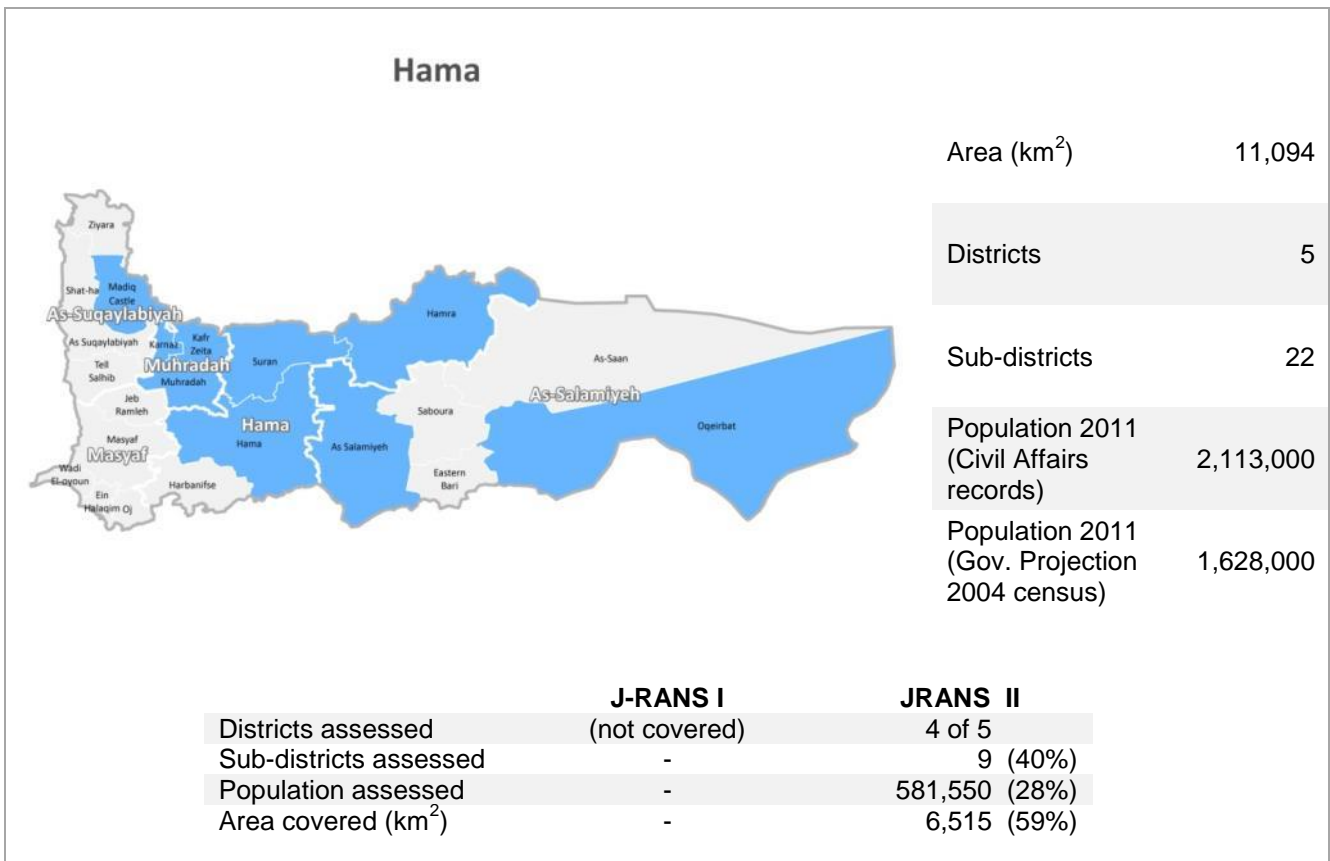 Hama
Ziyara
Shat-ha
Madiq
Castle
As-Suqaylabiyah
As Suqaylabiyah
Karnaz
Kafr
Zeita
Tell
Salhib
Muhradah
Muhradah
Suran
Hamra
Jeb
Ramleh
Masyaf
Masyaf
Wadi
El-oyoun
Ein
Halaqim Oj
Harbanifse
Hama
Hama
As Salamiyeh
Saboura
Eastern
Bari
As-Saan
As-Salamiyeh
Oqeirbat
Area (km²) 11,094
Districts 5
Sub-districts 22
Population 2011
(Civil Affairs 2,113,000
records)
Population 2011
(Gov. Projection 1,628,000
2004 census)
J-RANS I JRANS II
Districts assessed (not covered) 4 of 5
Sub-districts assessed - 9 (40%)
Population assessed - 581,550 (28%)
Area covered (km²) - 6,515 (59%)